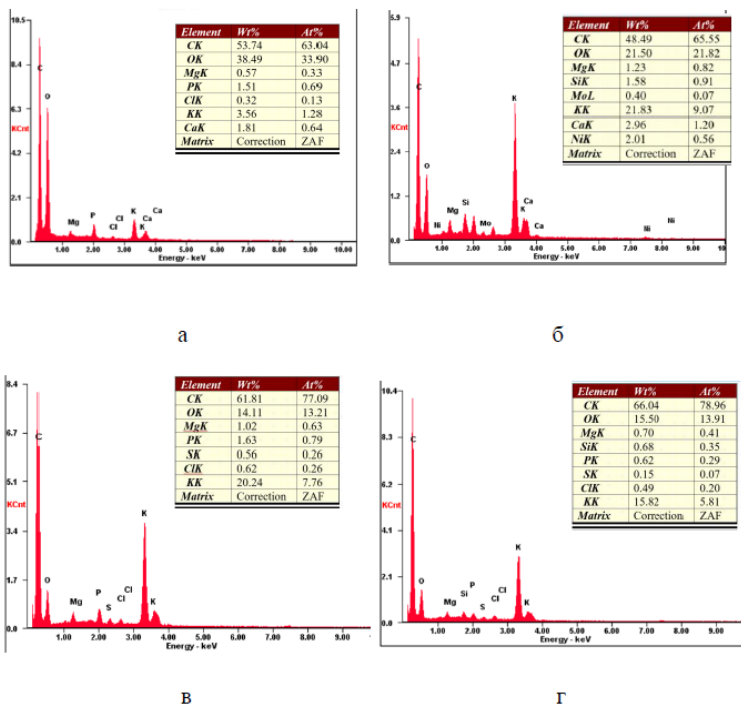 10.5
8.4
6.3
4.2
2.1
0.0
KCnt
C
O
Mg
P
Cl
Cl
K
K
Ca
Ca
1.00 2.00 3.00 4.00 5.00 6.00 7.00 8.00 9.00 10.00
Energy - keV
Element Wt% At%
CK 53.74 63.04
OK 38.49 33.90
MgK 0.57 0.33
PK 1.51 0.69
ClK 0.32 0.13
KK 3.56 1.28
CaK 1.81 0.64
Matrix Correction ZAF
а
5.9
4.7
3.5
2.4
1.2
0.0
KCnt
C
O
Ni
Mg
Si
Mo
K
K
Ca
Ca
Ni
Ni
1.00 2.00 3.00 4.00 5.00 6.00 7.00 8.00 9.00 10.0
Energy - keV
Element Wt% At%
CK 48.49 65.55
OK 21.50 21.82
MgK 1.23 0.82
SiK 1.58 0.91
MoL 0.40 0.07
KK 21.83 9.07
CaK 2.96 1.20
NiK 2.01 0.56
Matrix Correction ZAF
б
8.4
6.7
5.1
3.4
1.7
0.0
KCnt
C
O
Mg
P
S
Cl
Cl
K
K
1.00 2.00 3.00 4.00 5.00 6.00 7.00 8.00 9.00
Energy - keV
Element Wt% At%
CK 61.81 77.09
OK 14.11 13.21
MgK 1.02 0.63
PK 1.63 0.79
SK 0.56 0.26
ClK 0.62 0.26
KK 20.24 7.76
Matrix Correction ZAF
в
10.4
8.3
6.2
4.2
2.1
0.0
KCnt
C
O
Mg
Si
P
S
Cl
Cl
K
K
1.00 2.00 3.00 4.00 5.00 6.00 7.00 8.00 9.00
Energy - keV
Element Wt% At%
CK 66.04 78.96
OK 15.50 13.91
MgK 0.70 0.41
SiK 0.68 0.35
PK 0.62 0.29
SK 0.15 0.07
ClK 0.49 0.20
KK 15.82 5.81
Matrix Correction ZAF
г